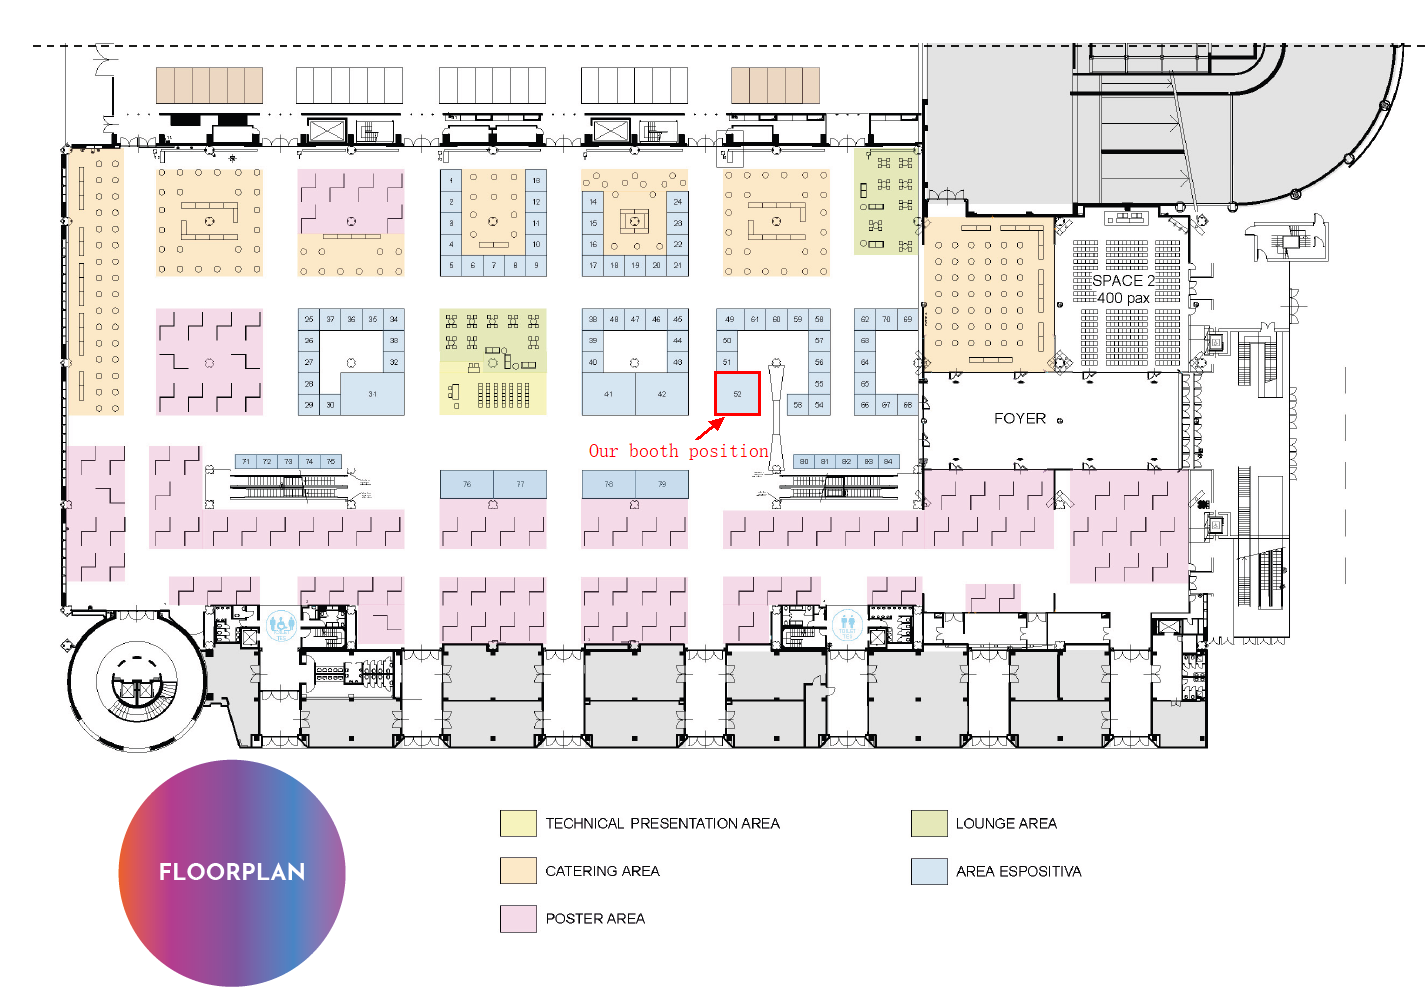 1 18
2 12
3 11
4 10
5 6 7 8 9
14 24
15 23
16 22
17 18 19 20 21
SPACE 2
400 pax
25 37 36 35 34
26 33
27 32
28 31
29 30
38 48 47 46 45
39 44
40 43
41 42
49 61 60 59 58
50 57
51 56
52 55
53 54
62 70 69
63
64
65
66 67 68
FOYER
Our booth position
71 72 73 74 75
80 81 82 83 84
76 77
78 79
TOILET
TOILET
FLOORPLAN
TECHNICAL PRESENTATION AREA
CATERING AREA
POSTER AREA
LOUNGE AREA
AREA ESPOSITIVA